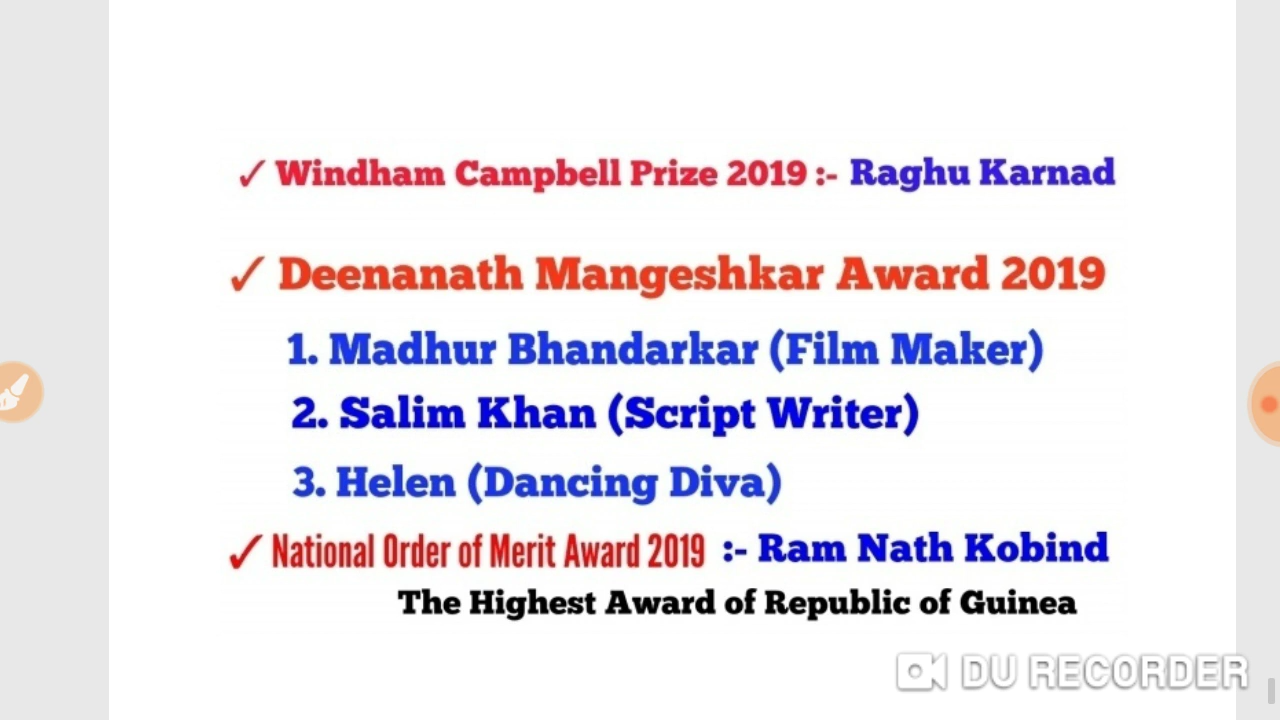 ✓ Windham Campbell Prize 2019 :- Raghu Karnad
✓ Deenanath Mangeshkar Award 2019
1. Madhur Bhandarkar (Film Maker)
2. Salim Khan (Script Writer)
3. Helen (Dancing Diva)
✓ National Order of Merit Award 2019 :- Ram Nath Kobind
The Highest Award of Republic of Guinea
DU RECORDER